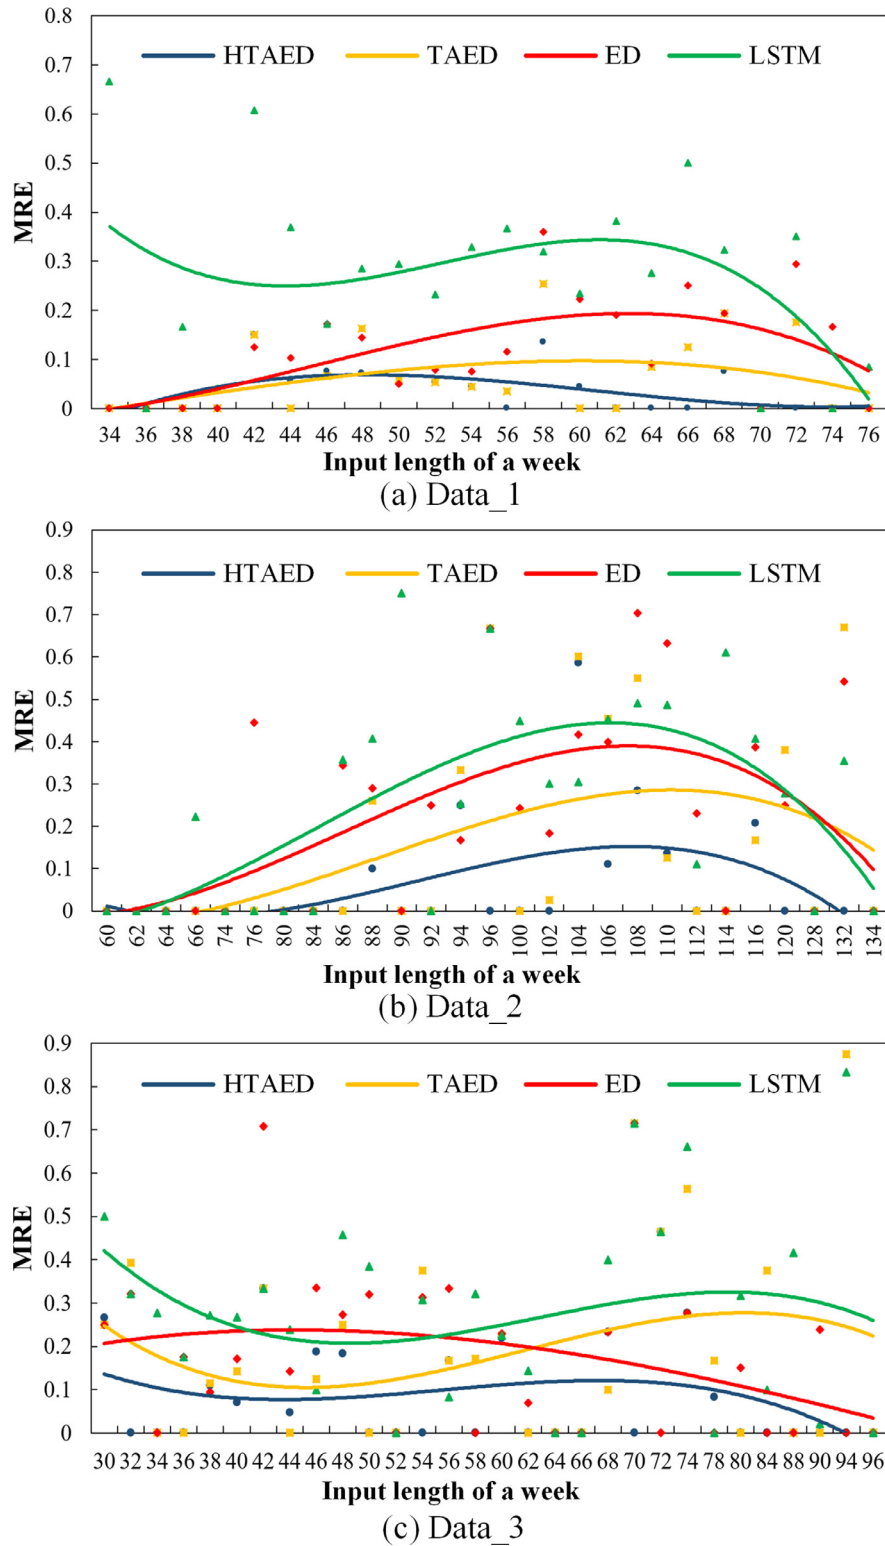 0.8
HTAED TAED ED LSTM
0.7
0.6
0.5
0.4
0.3
0.2
0.1
0
MRE
34 36 38 40 42 44 46 48 50 52 54 56 58 60 62 64 66 68 70 72 74 76
Input length of a week
(a) Data_1
0.9
HTAED TAED ED LSTM
0.8
0.7
0.6
0.5
0.4
0.3
0.2
0.1
0
MRE
60 62 64 66 74 76 80 84 86 88 90 92 94 96 100 102 104 106 108 110 112 114 116 120 128 132 134
Input length of a week
(b) Data_2
0.9
HTAED TAED ED LSTM
0.8
0.7
0.6
0.5
0.4
0.3
0.2
0.1
0
MRE
30 32 34 36 38 40 42 44 46 48 50 52 54 56 58 60 62 64 66 68 70 72 74 78 80 84 88 90 94 96
Input length of a week
(c) Data_3